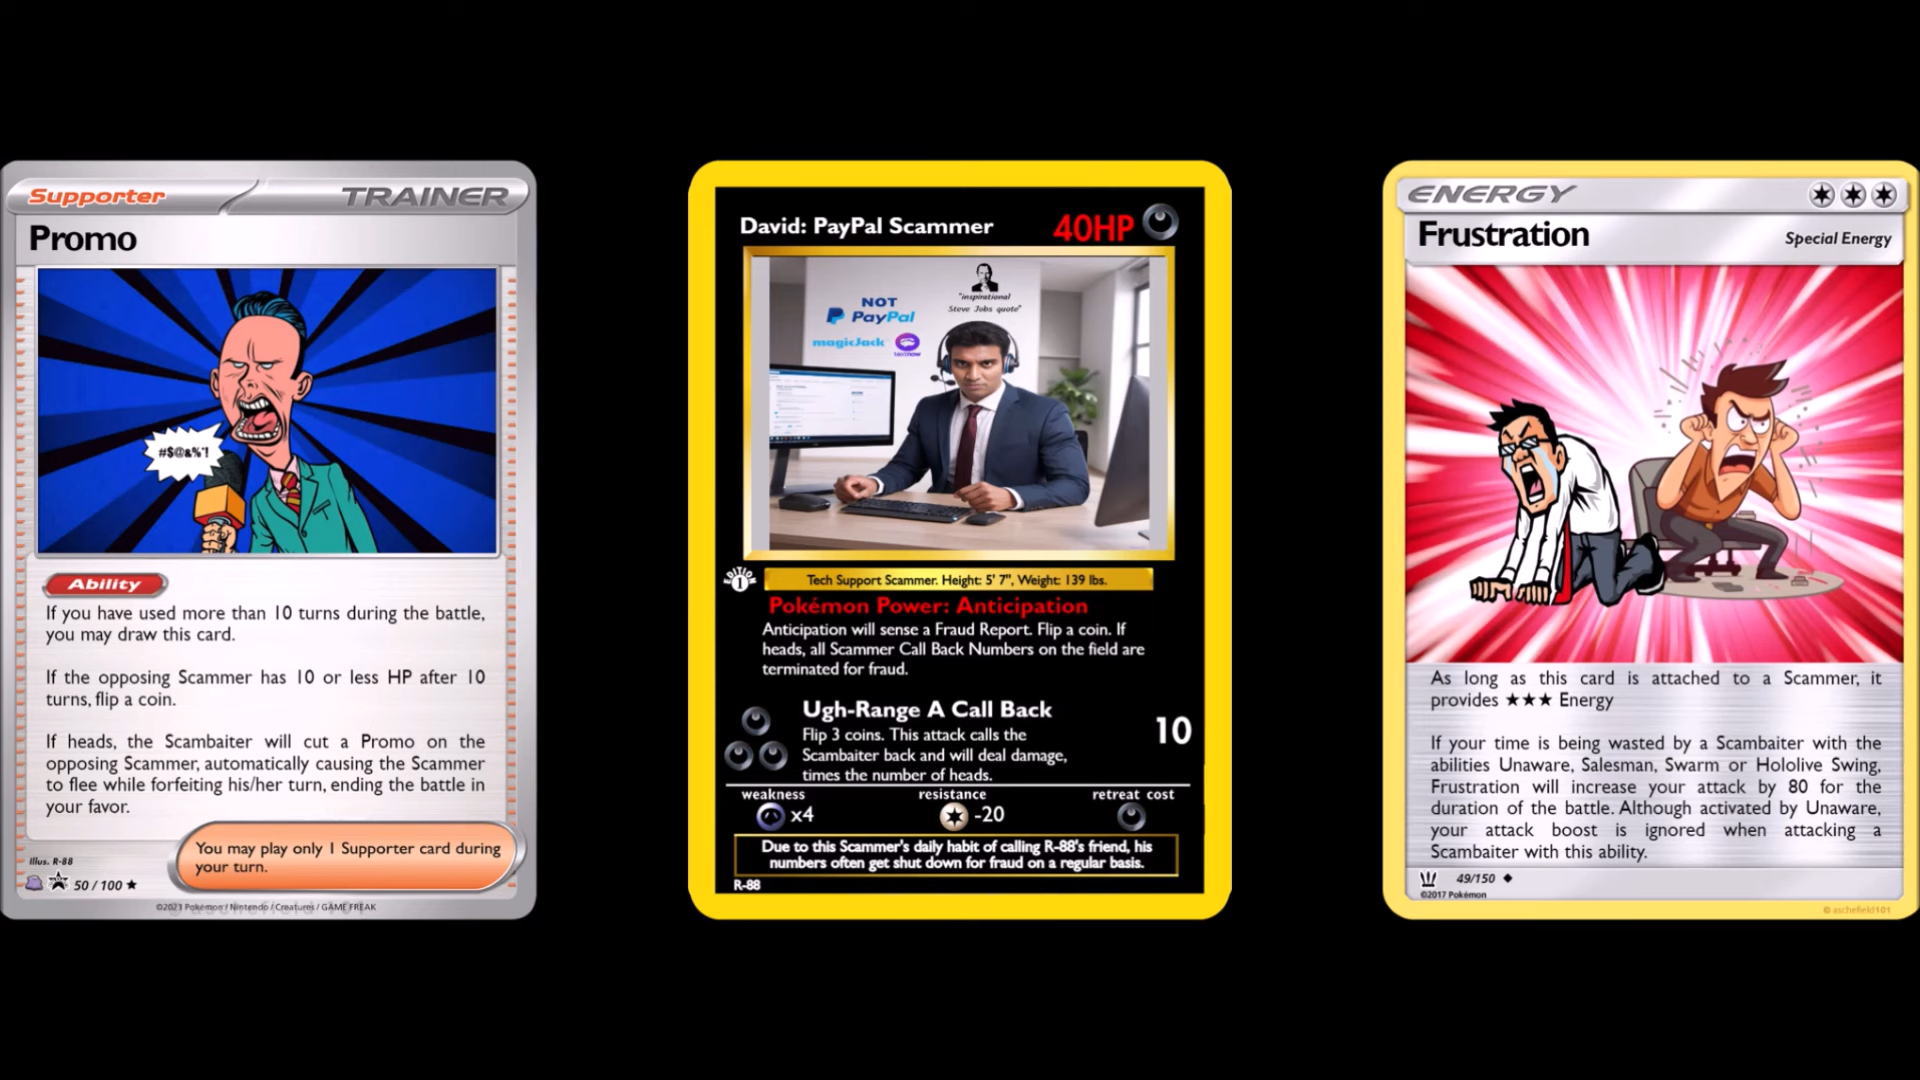 Supporter
TRAINER
Promo
#$@&%'!
Ability
If you have used more than 10 turns during the battle,
you may draw this card.
If the opposing Scammer has 10 or less HP after 10
turns, flip a coin.
If heads, the Scambaiter will cut a Promo on the
opposing Scammer, automatically causing the Scammer
to flee while forfeiting his/her turn, ending the battle in
your favor.
You may play only 1 Supporter card during
your turn.
Illus. R-88
50 / 100 ★
©2023 Pokémon / Nintendo / Creatures / GAME FREAK
David: PayPal Scammer
40HP
NOT
PayPal
magicJack
textnow
"inspirational
Steve Jobs quote"
EDITION
1
Tech Support Scammer. Height: 5' 7", Weight: 139 lbs.
Pokémon Power: Anticipation
Anticipation will sense a Fraud Report. Flip a coin. If
heads, all Scammer Call Back Numbers on the field are
terminated for fraud.
Ugh-Range A Call Back
Flip 3 coins. This attack calls the
Scambaiter back and will deal damage,
times the number of heads.
10
weakness
resistance
retreat cost
x4
-20
Due to this Scammer's daily habit of calling R-88's friend, his
numbers often get shut down for fraud on a regular basis.
R-88
ENERGY
Frustration
Special Energy
As long as this card is attached to a Scammer, it
provides ★★★ Energy
If your time is being wasted by a Scambaiter with the
abilities Unaware, Salesman, Swarm or Hololive Swing,
Frustration will increase your attack by 80 for the
duration of the battle. Although activated by Unaware,
your attack boost is ignored when attacking a
Scambaiter with this ability.
49/150 ◆
©2017 Pokémon
© aschefield101